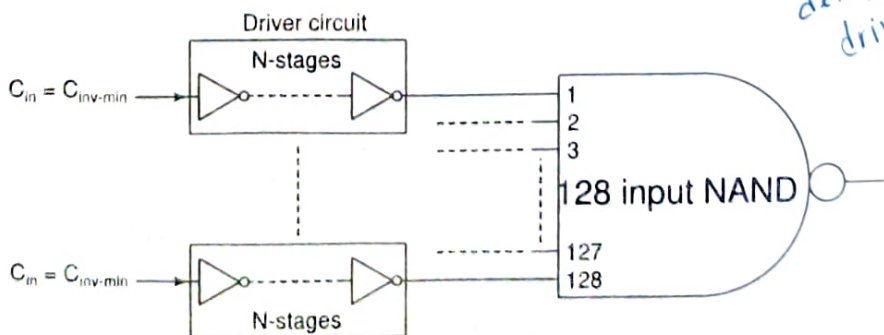 Driver circuit
N-stages
C_in = C_inv-min
1
2
3
128 input NAND
127
128
C_in = C_inv-min
N-stages